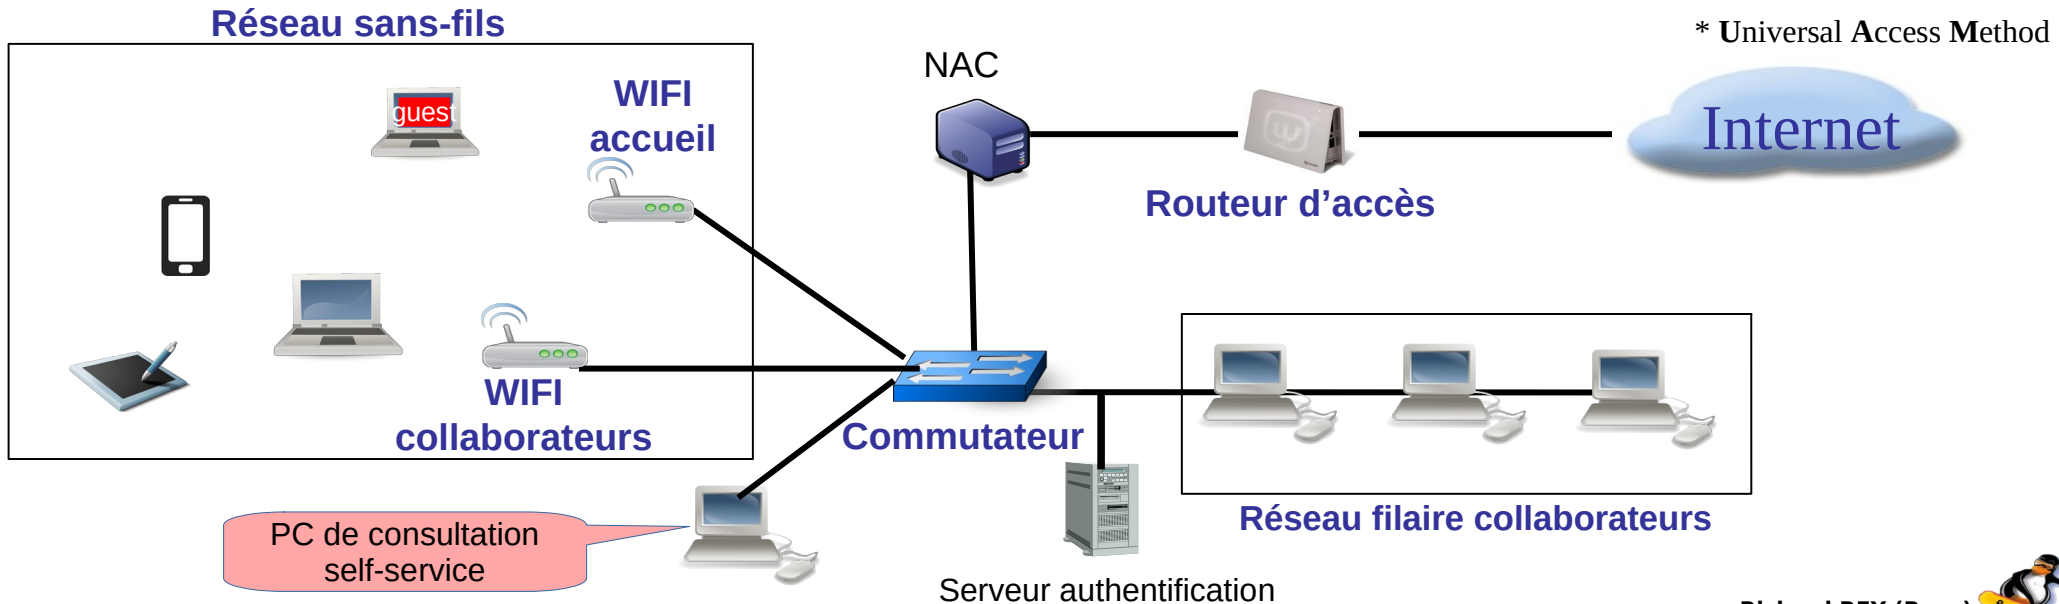 Réseau sans-fils
* Universal Access Method
NAC
WIFI
accueil
guest
Internet
Routeur d’accès
WIFI
collaborateurs
Commutateur
PC de consultation
self-service
Réseau filaire collaborateurs
Serveur authentification